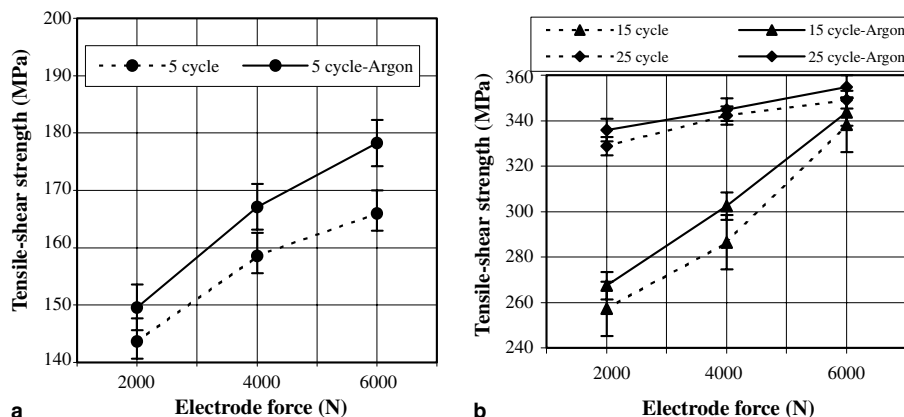 Tensile-shear strength (MPa)
200
190
180
170
160
150
140
5 cycle
5 cycle-Argon
2000
4000
6000
Electrode force (N)
a
15 cycle
15 cycle-Argon
25 cycle
25 cycle-Argon
Tensile-shear strength (MPa)
360
340
320
300
280
260
240
2000
4000
6000
Electrode force (N)
b